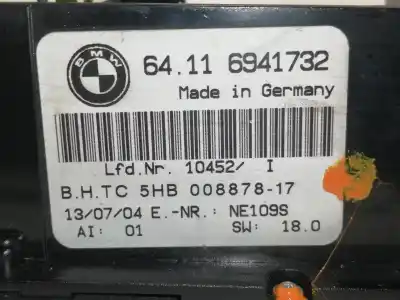 BMW
64.11 6941732
Made in Germany
Lfd.Nr. 10452/ I
B.H.TC 5HB 008878-17
13/07/04 E.-NR.: NE109S
AI: 01 SW: 18.0